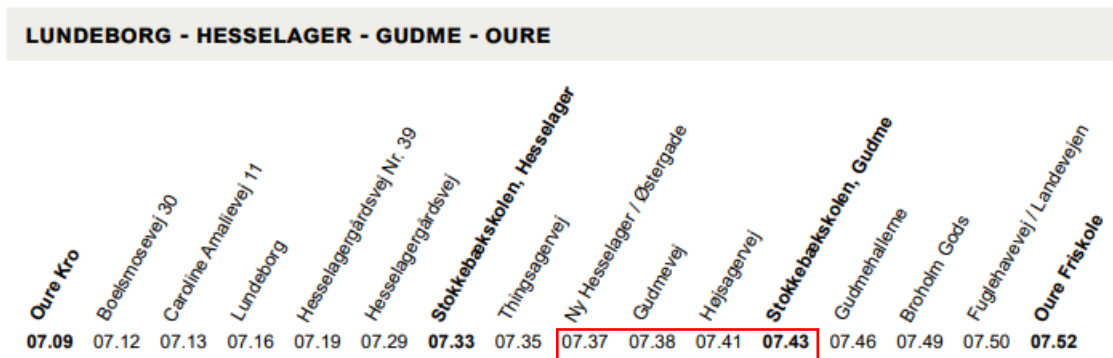 LUNDEBORG - HESSELAGER - GUDME - OURE
Oure Kro
Boelsmosevej 30
Caroline Amalievej 11
Lundeborg
Hesselagergårdsvej Nr. 39
Hesselagergårdsvej
Stokkebækskolen, Hesselager
Thingsagervej
Ny Hesselager / Østergade
Gudmevej
Højsagervej
Stokkebækskolen, Gudme
Gudmehallerne
Broholm Gods
Fuglehavevej / Landevejen
Oure Friskole
07.09 07.12 07.13 07.16 07.19 07.29 07.33 07.35 07.37 07.38 07.41 07.43 07.46 07.49 07.50 07.52